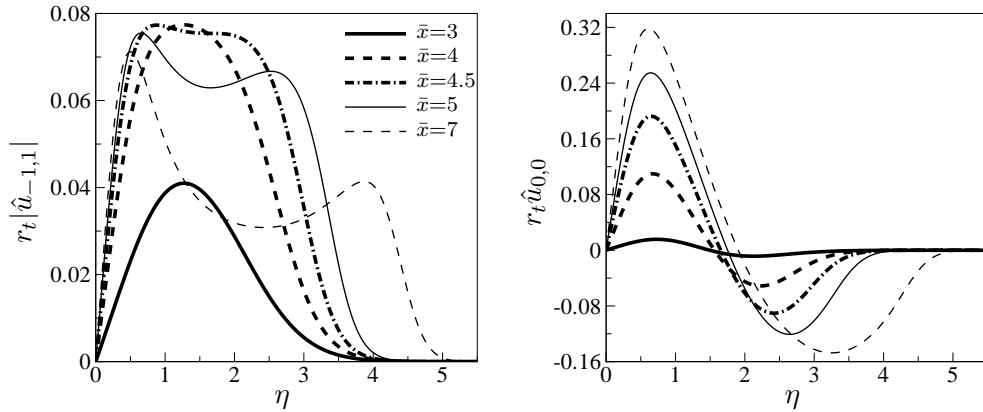 0.08
0.06
0.04
0.02
0
0 1 2 3 4 5
η
r_t|û_{−1,1}|
x̄=3
x̄=4
x̄=4.5
x̄=5
x̄=7
0.32
0.24
0.16
0.08
0
-0.08
-0.16
0 1 2 3 4 5
η
r_t û_{0,0}